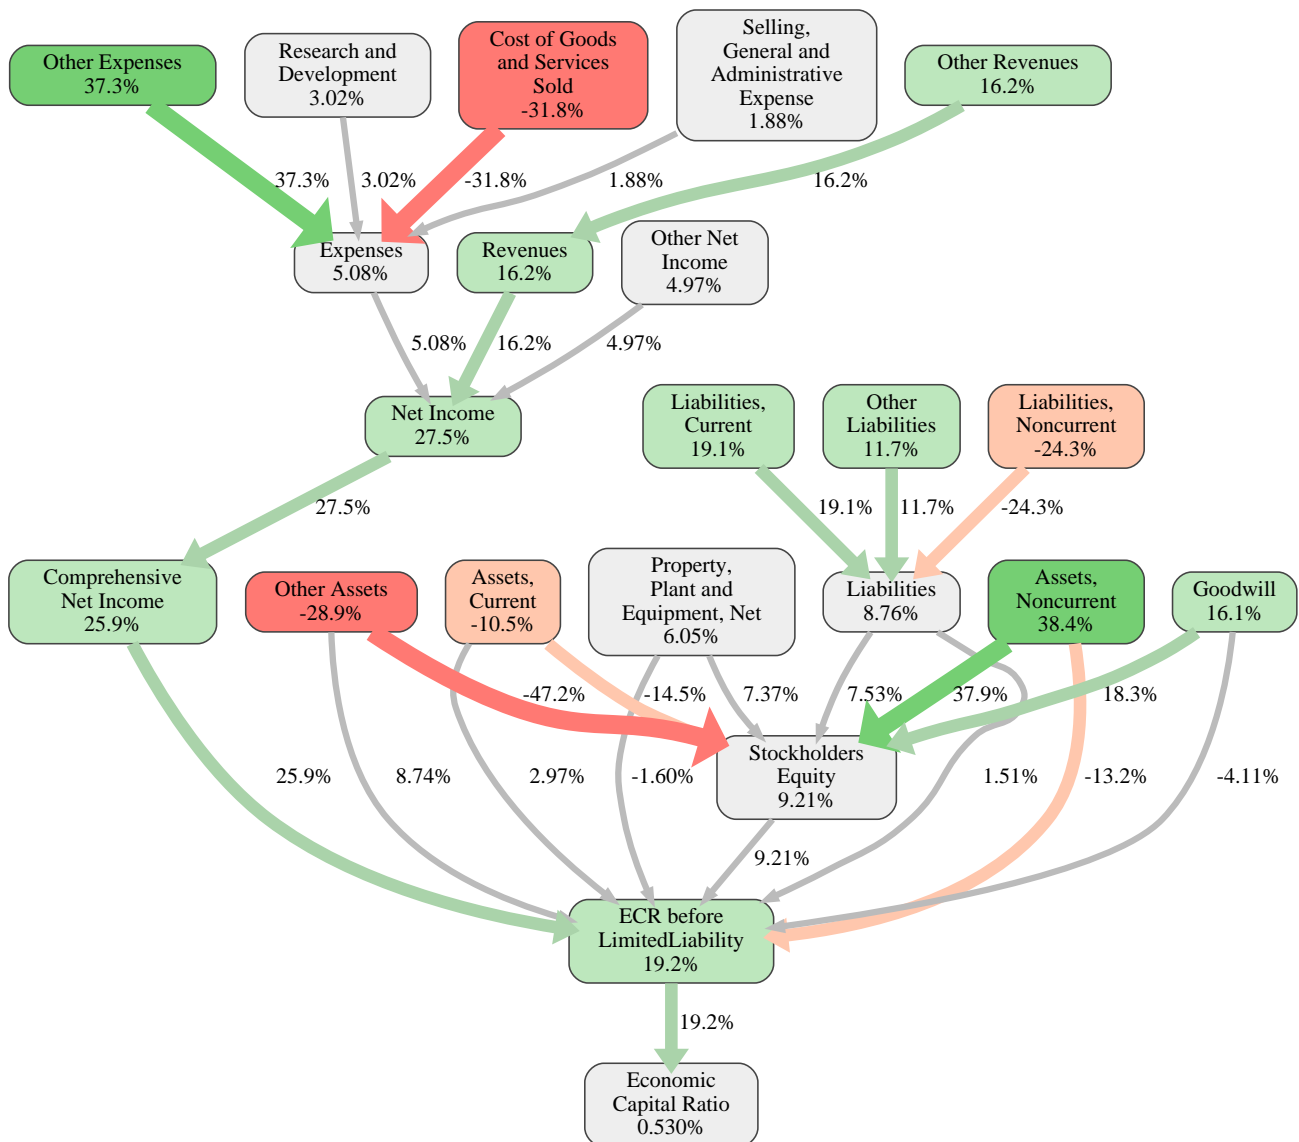 Other Expenses
37.3%
Research and
Development
3.02%
Cost of Goods
and Services
Sold
-31.8%
Selling,
General and
Administrative
Expense
1.88%
Other Revenues
16.2%
37.3%
3.02%
-31.8%
1.88%
16.2%
Expenses
5.08%
Revenues
16.2%
Other Net
Income
4.97%
5.08%
16.2%
4.97%
Net Income
27.5%
Liabilities,
Current
19.1%
Other
Liabilities
11.7%
Liabilities,
Noncurrent
-24.3%
27.5%
19.1%
11.7%
-24.3%
Comprehensive
Net Income
25.9%
Other Assets
-28.9%
Assets,
Current
-10.5%
Property,
Plant and
Equipment, Net
6.05%
Liabilities
8.76%
Assets,
Noncurrent
38.4%
Goodwill
16.1%
-47.2%
-14.5%
7.37%
7.53%
37.9%
18.3%
Stockholders
Equity
9.21%
25.9%
8.74%
2.97%
-1.60%
1.51%
-13.2%
-4.11%
9.21%
ECR before
LimitedLiability
19.2%
19.2%
Economic
Capital Ratio
0.530%